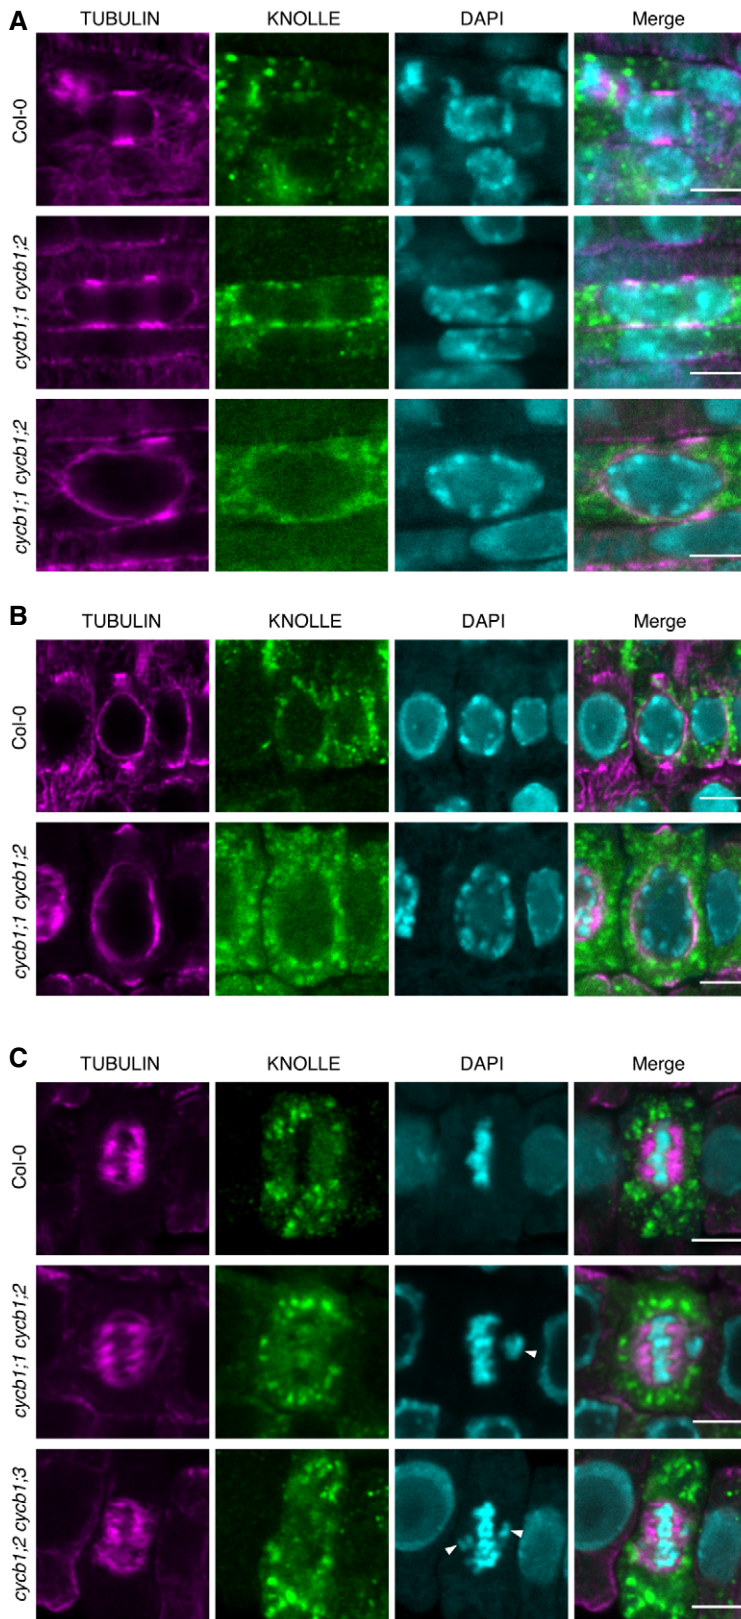 A
TUBULIN KNOLLE DAPI Merge
Col-0
cycb1;1 cycb1;2
cycb1;1 cycb1;2
B
TUBULIN KNOLLE DAPI Merge
Col-0
cycb1;1 cycb1;2
C
TUBULIN KNOLLE DAPI Merge
Col-0
cycb1;1 cycb1;2
cycb1;2 cycb1;3